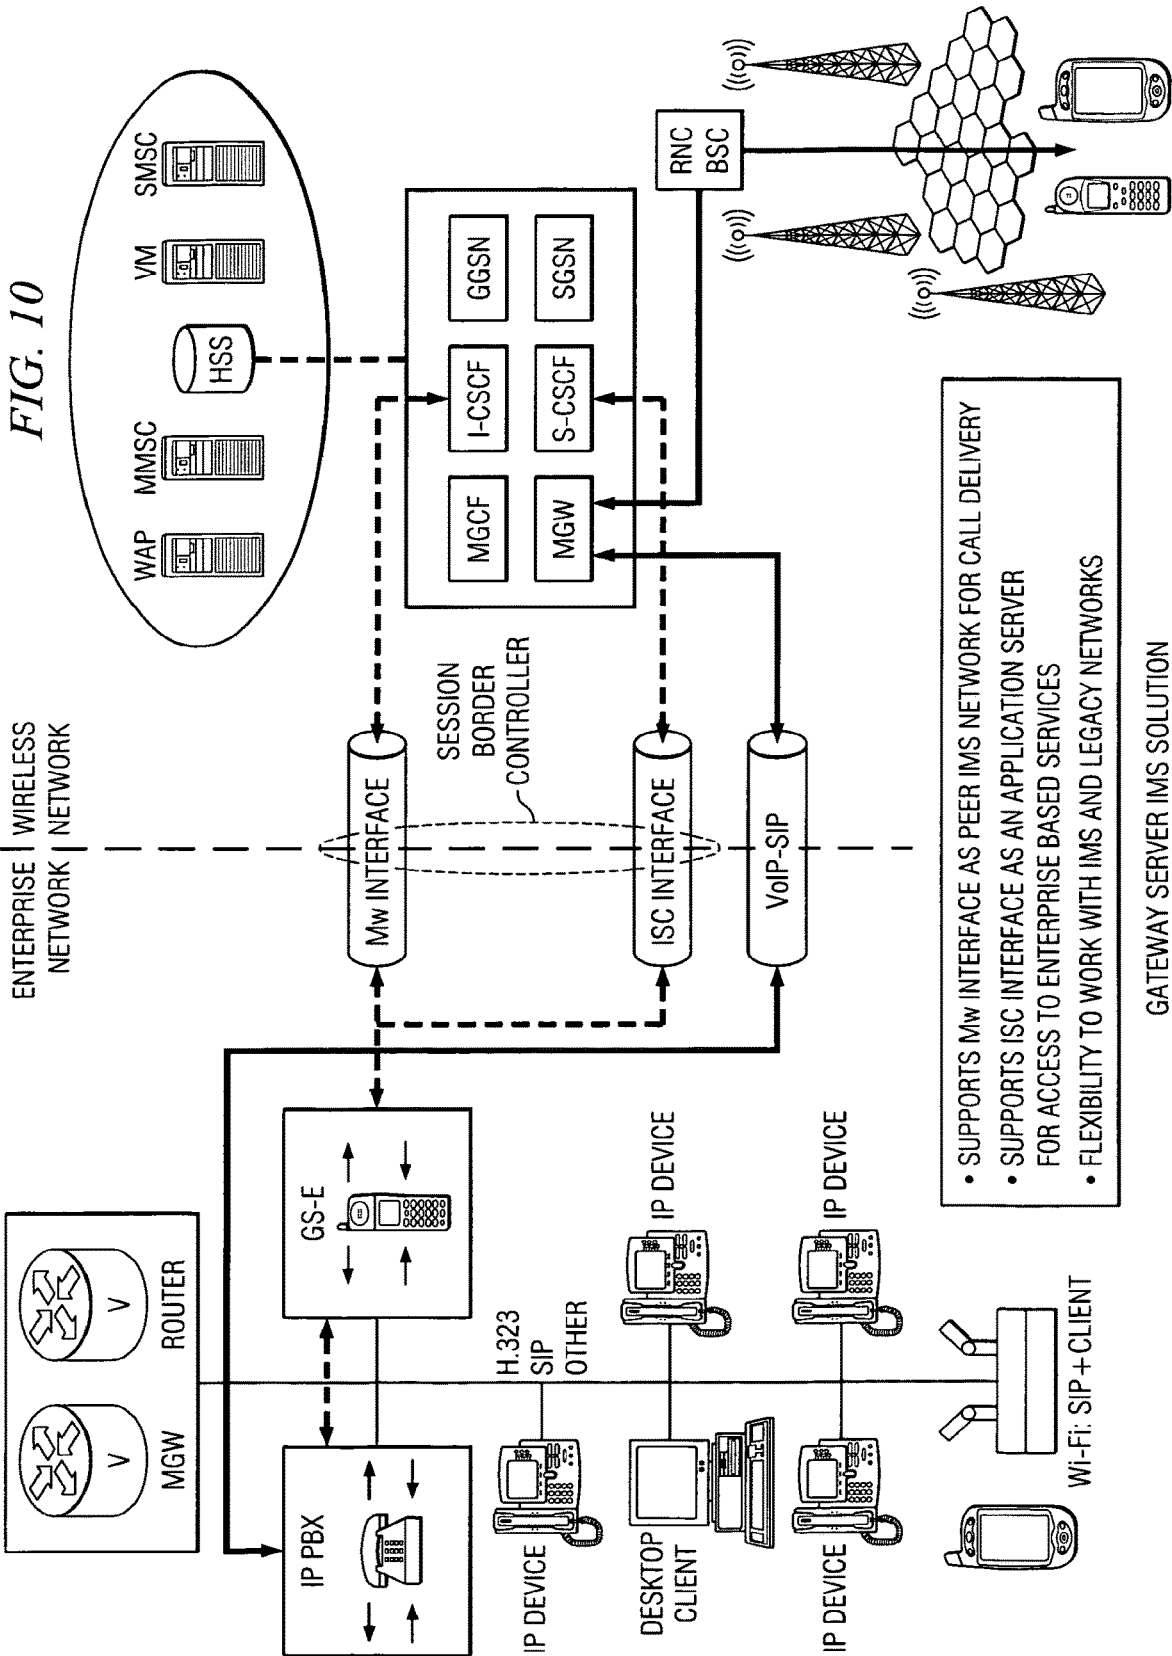 FIG. 10
ENTERPRISE
NETWORK
WIRELESS
NETWORK
MGW
V
ROUTER
V
IP PBX
GS-E
H.323
SIP
OTHER
IP DEVICE
IP DEVICE
DESKTOP
CLIENT
IP DEVICE
IP DEVICE
Wi-Fi: SIP+CLIENT
Mw INTERFACE
SESSION
BORDER
CONTROLLER
ISC INTERFACE
VoIP-SIP
WAP
MMSC
HSS
VM
SMSC
MGCF
I-CSCF
GGSN
MGW
S-CSCF
SGSN
RNC
BSC
• SUPPORTS Mw INTERFACE AS PEER IMS NETWORK FOR CALL DELIVERY
• SUPPORTS ISC INTERFACE AS AN APPLICATION SERVER
FOR ACCESS TO ENTERPRISE BASED SERVICES
• FLEXIBILITY TO WORK WITH IMS AND LEGACY NETWORKS
GATEWAY SERVER IMS SOLUTION